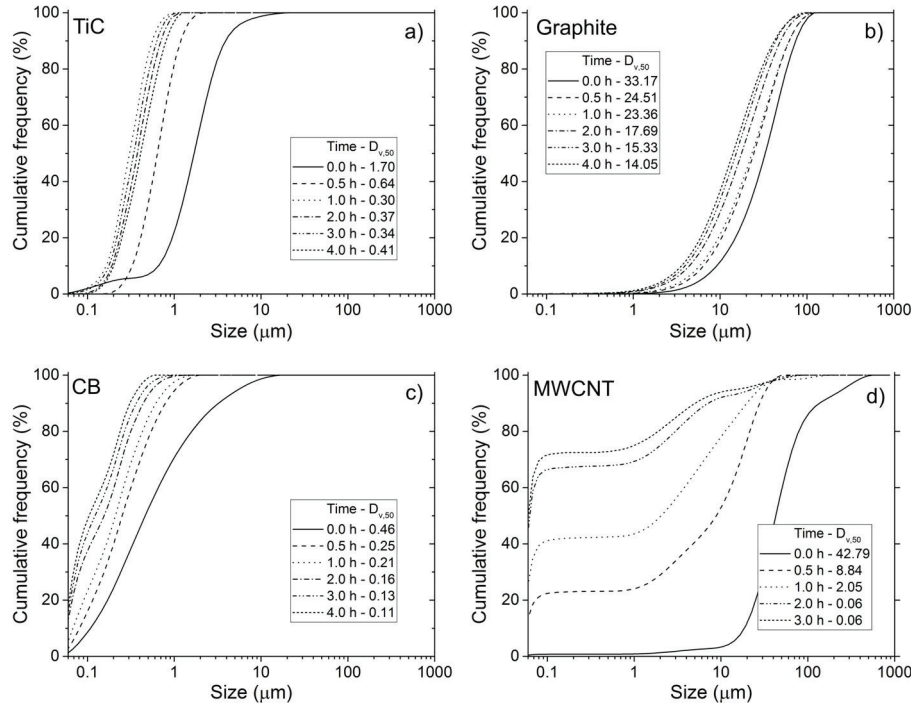 TiC
a)
Cumulative frequency (%)
100
80
60
40
20
0
Time - Dv,50
0.0 h - 1.70
0.5 h - 0.64
1.0 h - 0.30
2.0 h - 0.37
3.0 h - 0.34
4.0 h - 0.41
0.1 1 10 100 1000
Size (μm)
Graphite
b)
Cumulative frequency (%)
100
80
60
40
20
0
Time - Dv,50
0.0 h - 33.17
0.5 h - 24.51
1.0 h - 23.36
2.0 h - 17.69
3.0 h - 15.33
4.0 h - 14.05
0.1 1 10 100 1000
Size (μm)
CB
c)
Cumulative frequency (%)
100
80
60
40
20
0
Time - Dv,50
0.0 h - 0.46
0.5 h - 0.25
1.0 h - 0.21
2.0 h - 0.16
3.0 h - 0.13
4.0 h - 0.11
0.1 1 10 100 1000
Size (μm)
MWCNT
d)
Cumulative frequency (%)
100
80
60
40
20
0
Time - Dv,50
0.0 h - 42.79
0.5 h - 8.84
1.0 h - 2.05
2.0 h - 0.06
3.0 h - 0.06
0.1 1 10 100 1000
Size (μm)